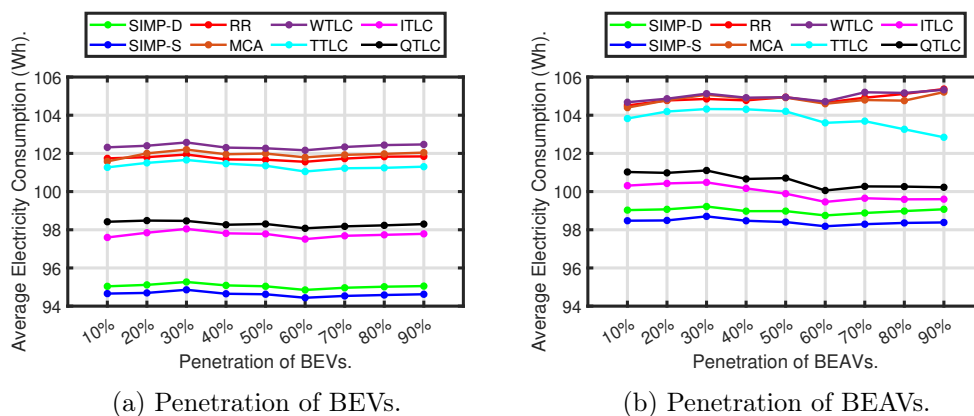 SIMP-D RR WTLC ITLC
SIMP-S MCA TTLC QTLC
Average Electricity Consumption (Wh).
106
104
102
100
98
96
94
10% 20% 30% 40% 50% 60% 70% 80% 90%
Penetration of BEVs.
(a) Penetration of BEVs.
SIMP-D RR WTLC ITLC
SIMP-S MCA TTLC QTLC
Average Electricity Consumption (Wh).
106
104
102
100
98
96
94
10% 20% 30% 40% 50% 60% 70% 80% 90%
Penetration of BEAVs.
(b) Penetration of BEAVs.